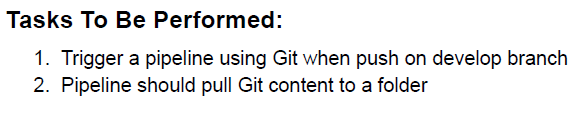 Tasks To Be Performed:
1. Trigger a pipeline using Git when push on develop branch
2. Pipeline should pull Git content to a folder